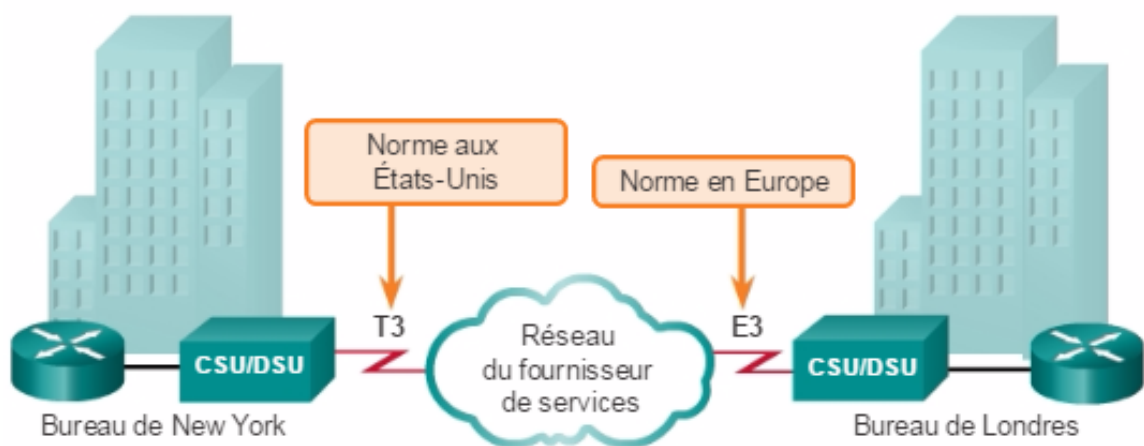 Norme aux
États-Unis
Norme en Europe
T3
E3
Réseau
du fournisseur
de services
CSU/DSU
CSU/DSU
Bureau de New York
Bureau de Londres